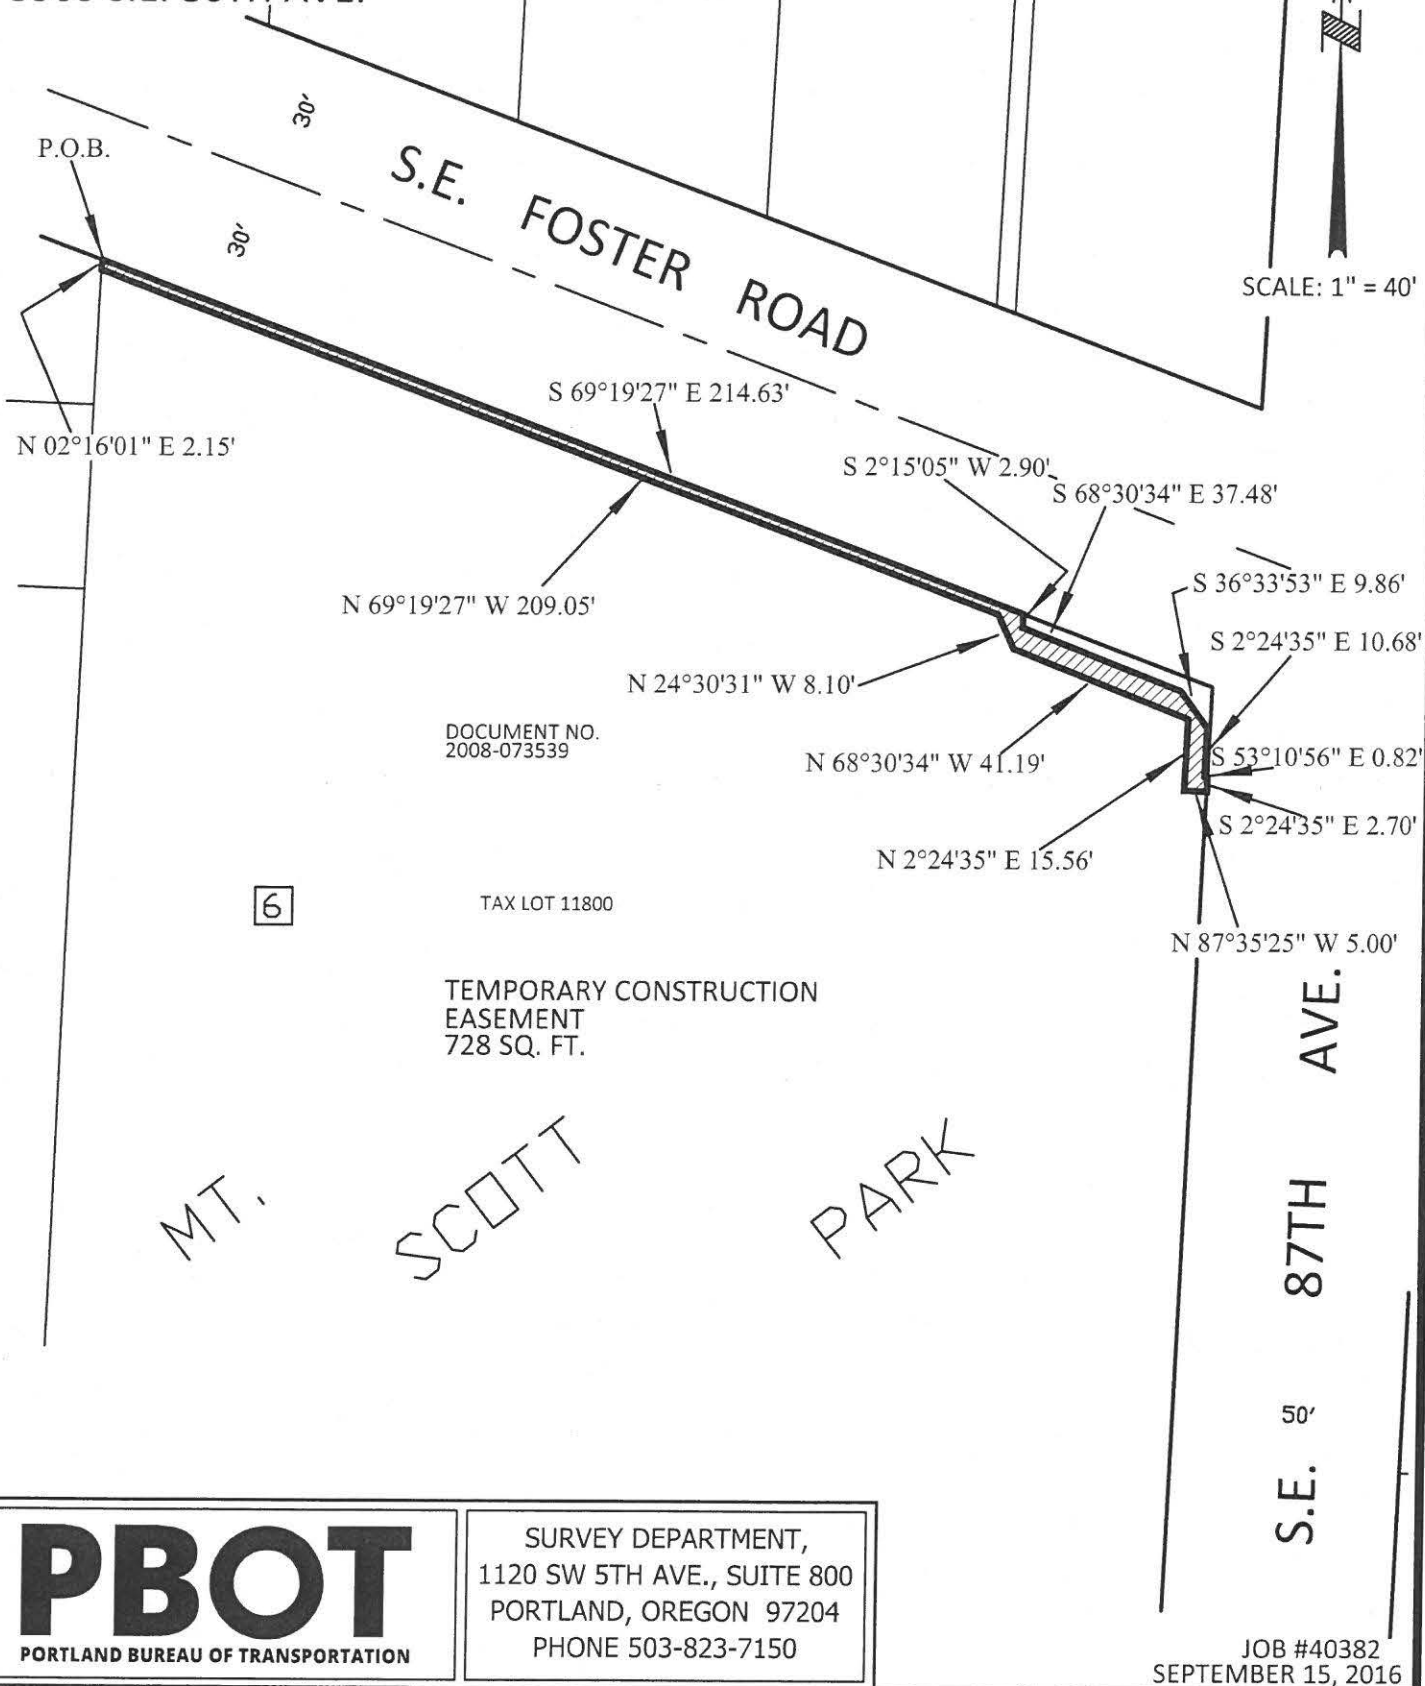 30'
S.E. FOSTER ROAD
P.O.B.
30'
SCALE: 1" = 40'
S 69°19'27" E 214.63'
N 02°16'01" E 2.15'
S 2°15'05" W 2.90'
S 68°30'34" E 37.48'
S 36°33'53" E 9.86'
N 69°19'27" W 209.05'
S 2°24'35" E 10.68'
N 24°30'31" W 8.10'
DOCUMENT NO.
2008-073539
N 68°30'34" W 41.19'
S 53°10'56" E 0.82'
S 2°24'35" E 2.70'
N 2°24'35" E 15.56'
6
TAX LOT 11800
N 87°35'25" W 5.00'
TEMPORARY CONSTRUCTION
EASEMENT
728 SQ. FT.
MT. SCOTT PARK
S.E. 87TH AVE.
50'
PBOT
PORTLAND BUREAU OF TRANSPORTATION
SURVEY DEPARTMENT,
1120 SW 5TH AVE., SUITE 800
PORTLAND, OREGON 97204
PHONE 503-823-7150
JOB #40382
SEPTEMBER 15, 2016